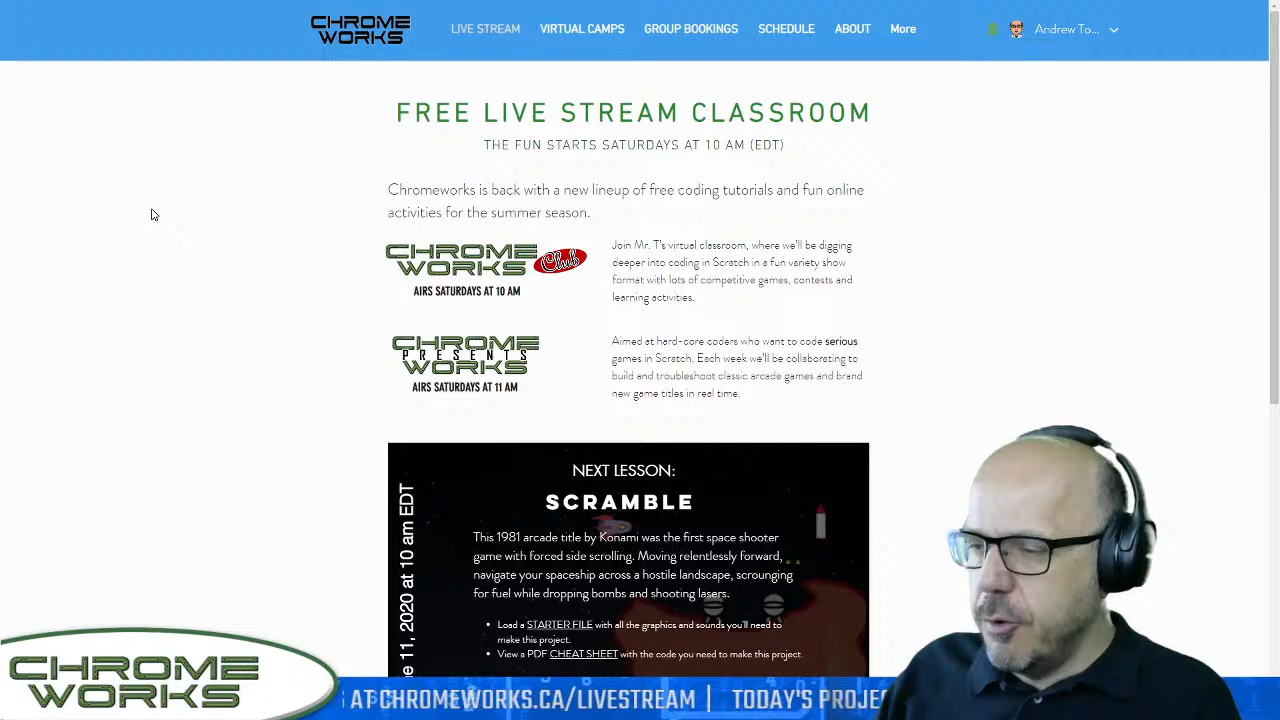 CHROME
WORKS
LIVE STREAM VIRTUAL CAMPS GROUP BOOKINGS SCHEDULE ABOUT More
Andrew To...
FREE LIVE STREAM CLASSROOM
THE FUN STARTS SATURDAYS AT 10 AM (EDT)
Chromeworks is back with a new lineup of free coding tutorials and fun online
activities for the summer season.
CHROME
WORKS Club
AIRS SATURDAYS AT 10 AM
Join Mr. T's virtual classroom, where we'll be digging
deeper into coding in Scratch in a fun variety show
format with lots of competitive games, contests and
learning activities.
CHROME
PRESENTS
WORKS
AIRS SATURDAYS AT 11 AM
Aimed at hard-core coders who want to code serious
games in Scratch. Each week we'll be collaborating to
build and troubleshoot classic arcade games and brand
new game titles in real time.
NEXT LESSON:
SCRAMBLE
This 1981 arcade title by Konami was the first space shooter
game with forced side scrolling. Moving relentlessly forward,
navigate your spaceship across a hostile landscape, scrounging
for fuel while dropping bombs and shooting lasers.
• Load a STARTER FILE with all the graphics and sounds you'll need to
make this project.
• View a PDF CHEAT SHEET with the code you need to make this project.
11, 2020 at 10 am EDT
CHROME
WORKS
AT CHROMEWORKS.CA/LIVESTREAM | TODAY'S PROJE